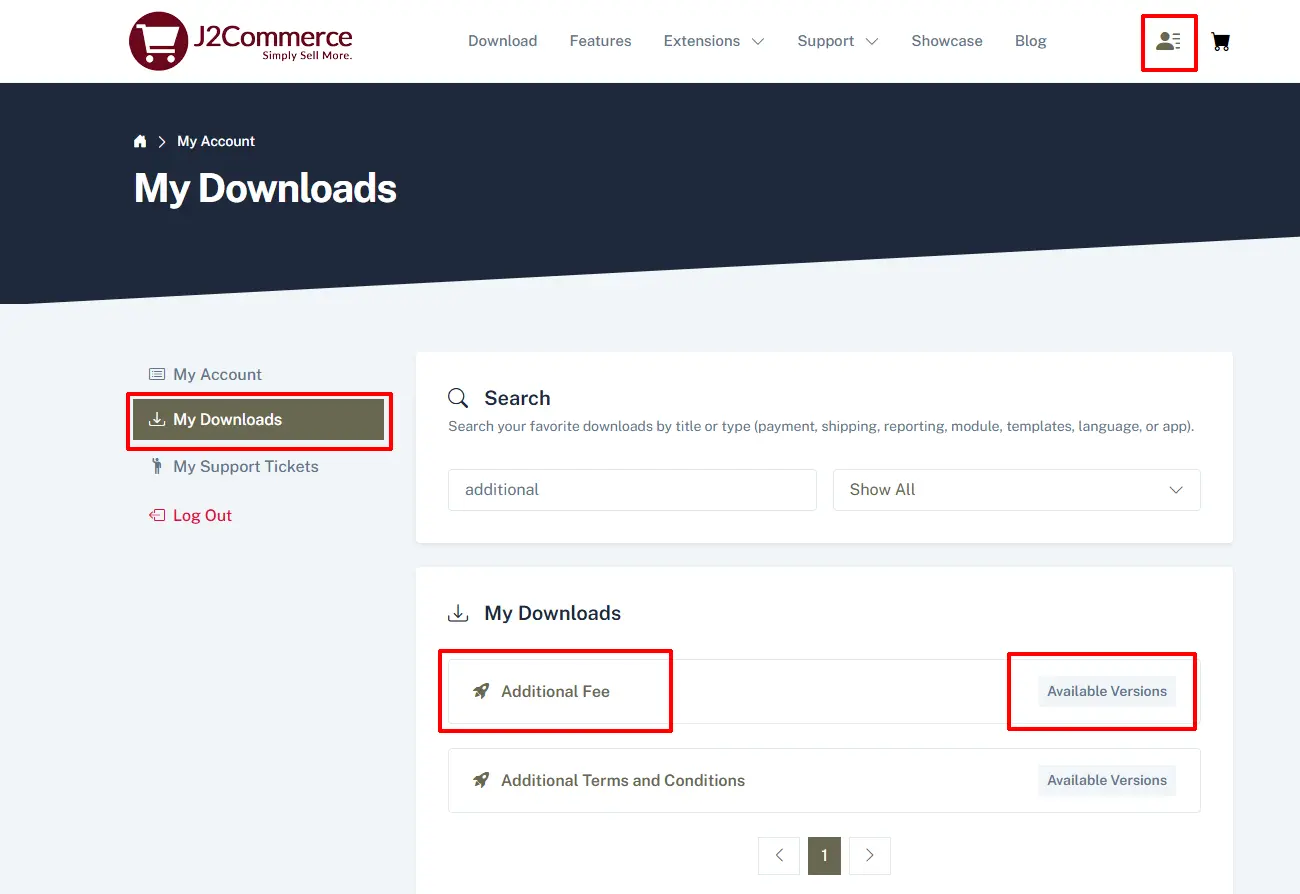 J2Commerce
Simply Sell More.
Download Features Extensions Support Showcase Blog
My Account
My Downloads
My Account
My Downloads
My Support Tickets
Log Out
Search
Search your favorite downloads by title or type (payment, shipping, reporting, module, templates, language, or app).
additional Show All
My Downloads
Additional Fee Available Versions
Additional Terms and Conditions Available Versions
1